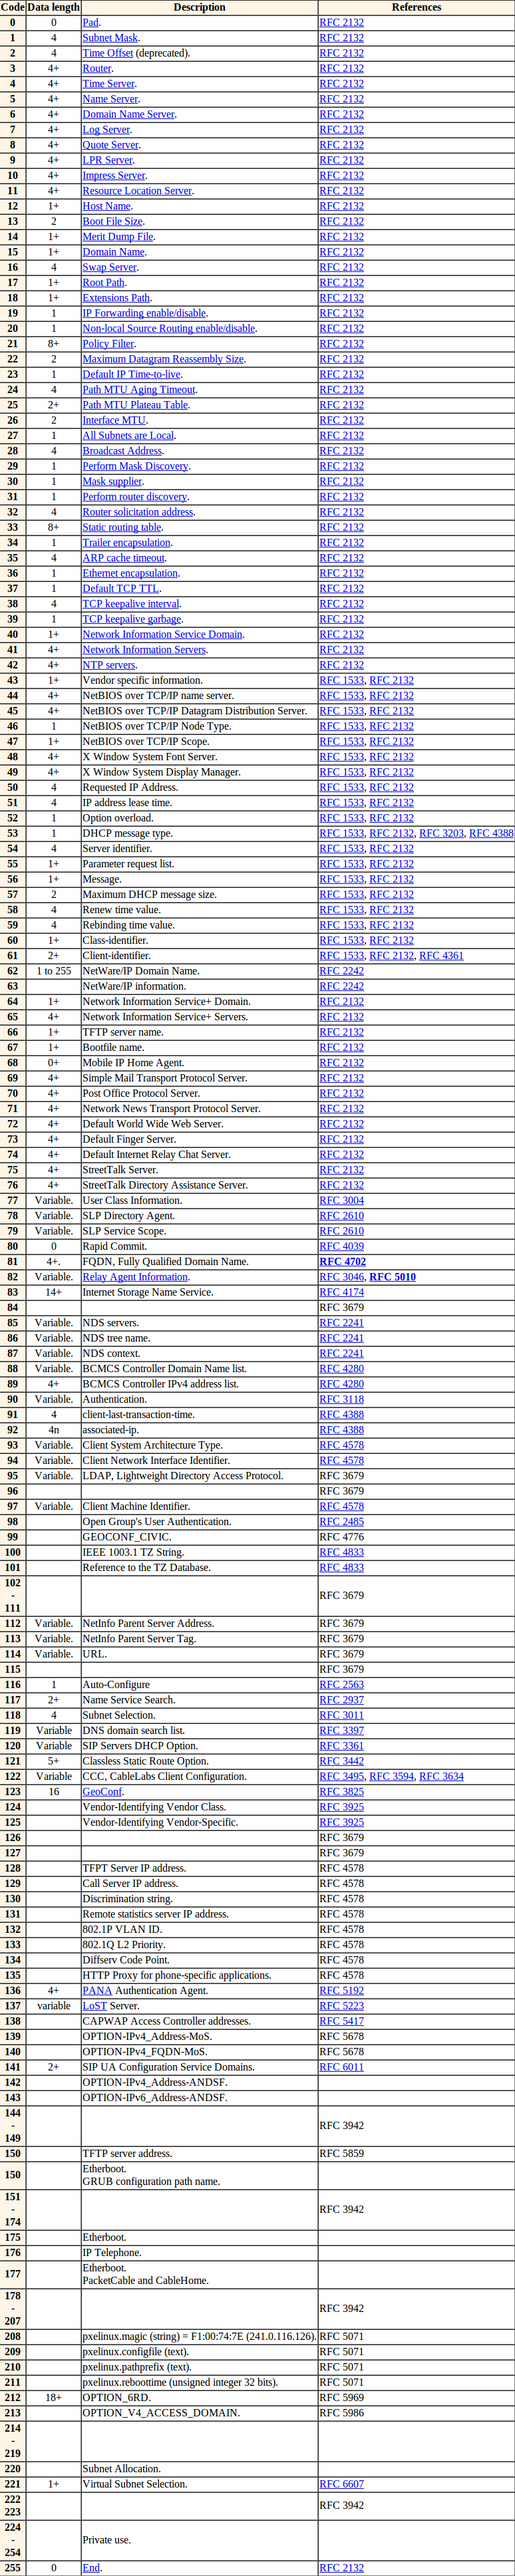 Code Data length Description References
0 0 Pad. RFC 2132
1 4 Subnet Mask. RFC 2132
2 4 Time Offset (deprecated). RFC 2132
3 4+ Router. RFC 2132
4 4+ Time Server. RFC 2132
5 4+ Name Server. RFC 2132
6 4+ Domain Name Server. RFC 2132
7 4+ Log Server. RFC 2132
8 4+ Quote Server. RFC 2132
9 4+ LPR Server. RFC 2132
10 4+ Impress Server. RFC 2132
11 4+ Resource Location Server. RFC 2132
12 1+ Host Name. RFC 2132
13 2 Boot File Size. RFC 2132
14 1+ Merit Dump File. RFC 2132
15 1+ Domain Name. RFC 2132
16 4 Swap Server. RFC 2132
17 1+ Root Path. RFC 2132
18 1+ Extensions Path. RFC 2132
19 1 IP Forwarding enable/disable. RFC 2132
20 1 Non-local Source Routing enable/disable. RFC 2132
21 8+ Policy Filter. RFC 2132
22 2 Maximum Datagram Reassembly Size. RFC 2132
23 1 Default IP Time-to-live. RFC 2132
24 4 Path MTU Aging Timeout. RFC 2132
25 2+ Path MTU Plateau Table. RFC 2132
26 2 Interface MTU. RFC 2132
27 1 All Subnets are Local. RFC 2132
28 4 Broadcast Address. RFC 2132
29 1 Perform Mask Discovery. RFC 2132
30 1 Mask supplier. RFC 2132
31 1 Perform router discovery. RFC 2132
32 4 Router solicitation address. RFC 2132
33 8+ Static routing table. RFC 2132
34 1 Trailer encapsulation. RFC 2132
35 4 ARP cache timeout. RFC 2132
36 1 Ethernet encapsulation. RFC 2132
37 1 Default TCP TTL. RFC 2132
38 4 TCP keepalive interval. RFC 2132
39 1 TCP keepalive garbage. RFC 2132
40 1+ Network Information Service Domain. RFC 2132
41 4+ Network Information Servers. RFC 2132
42 4+ NTP servers. RFC 2132
43 1+ Vendor specific information. RFC 1533, RFC 2132
44 4+ NetBIOS over TCP/IP name server. RFC 1533, RFC 2132
45 4+ NetBIOS over TCP/IP Datagram Distribution Server. RFC 1533, RFC 2132
46 1 NetBIOS over TCP/IP Node Type. RFC 1533, RFC 2132
47 1+ NetBIOS over TCP/IP Scope. RFC 1533, RFC 2132
48 4+ X Window System Font Server. RFC 1533, RFC 2132
49 4+ X Window System Display Manager. RFC 1533, RFC 2132
50 4 Requested IP Address. RFC 1533, RFC 2132
51 4 IP address lease time. RFC 1533, RFC 2132
52 1 Option overload. RFC 1533, RFC 2132
53 1 DHCP message type. RFC 1533, RFC 2132, RFC 3203, RFC 4388
54 4 Server identifier. RFC 1533, RFC 2132
55 1+ Parameter request list. RFC 1533, RFC 2132
56 1+ Message. RFC 1533, RFC 2132
57 2 Maximum DHCP message size. RFC 1533, RFC 2132
58 4 Renew time value. RFC 1533, RFC 2132
59 4 Rebinding time value. RFC 1533, RFC 2132
60 1+ Class-identifier. RFC 1533, RFC 2132
61 2+ Client-identifier. RFC 1533, RFC 2132, RFC 4361
62 1 to 255 NetWare/IP Domain Name. RFC 2242
63 NetWare/IP information. RFC 2242
64 1+ Network Information Service+ Domain. RFC 2132
65 4+ Network Information Service+ Servers. RFC 2132
66 1+ TFTP server name. RFC 2132
67 1+ Bootfile name. RFC 2132
68 0+ Mobile IP Home Agent. RFC 2132
69 4+ Simple Mail Transport Protocol Server. RFC 2132
70 4+ Post Office Protocol Server. RFC 2132
71 4+ Network News Transport Protocol Server. RFC 2132
72 4+ Default World Wide Web Server. RFC 2132
73 4+ Default Finger Server. RFC 2132
74 4+ Default Internet Relay Chat Server. RFC 2132
75 4+ StreetTalk Server. RFC 2132
76 4+ StreetTalk Directory Assistance Server. RFC 2132
77 Variable. User Class Information. RFC 3004
78 Variable. SLP Directory Agent. RFC 2610
79 Variable. SLP Service Scope. RFC 2610
80 0 Rapid Commit. RFC 4039
81 4+. FQDN, Fully Qualified Domain Name. RFC 4702
82 Variable. Relay Agent Information. RFC 3046, RFC 5010
83 14+ Internet Storage Name Service. RFC 4174
84 RFC 3679
85 Variable. NDS servers. RFC 2241
86 Variable. NDS tree name. RFC 2241
87 Variable. NDS context. RFC 2241
88 Variable. BCMCS Controller Domain Name list. RFC 4280
89 4+ BCMCS Controller IPv4 address list. RFC 4280
90 Variable. Authentication. RFC 3118
91 4 client-last-transaction-time. RFC 4388
92 4n associated-ip. RFC 4388
93 Variable. Client System Architecture Type. RFC 4578
94 Variable. Client Network Interface Identifier. RFC 4578
95 Variable. LDAP, Lightweight Directory Access Protocol. RFC 3679
96 RFC 3679
97 Variable. Client Machine Identifier. RFC 4578
98 Open Group's User Authentication. RFC 2485
99 GEOCONF_CIVIC. RFC 4776
100 IEEE 1003.1 TZ String. RFC 4833
101 Reference to the TZ Database. RFC 4833
102
-
111
RFC 3679
112 Variable. NetInfo Parent Server Address. RFC 3679
113 Variable. NetInfo Parent Server Tag. RFC 3679
114 Variable. URL. RFC 3679
115 RFC 3679
116 1 Auto-Configure RFC 2563
117 2+ Name Service Search. RFC 2937
118 4 Subnet Selection. RFC 3011
119 Variable DNS domain search list. RFC 3397
120 Variable SIP Servers DHCP Option. RFC 3361
121 5+ Classless Static Route Option. RFC 3442
122 Variable CCC, CableLabs Client Configuration. RFC 3495, RFC 3594, RFC 3634
123 16 GeoConf. RFC 3825
124 Vendor-Identifying Vendor Class. RFC 3925
125 Vendor-Identifying Vendor-Specific. RFC 3925
126 RFC 3679
127 RFC 3679
128 TFPT Server IP address. RFC 4578
129 Call Server IP address. RFC 4578
130 Discrimination string. RFC 4578
131 Remote statistics server IP address. RFC 4578
132 802.1P VLAN ID. RFC 4578
133 802.1Q L2 Priority. RFC 4578
134 Diffserv Code Point. RFC 4578
135 HTTP Proxy for phone-specific applications. RFC 4578
136 4+ PANA Authentication Agent. RFC 5192
137 variable LoST Server. RFC 5223
138 CAPWAP Access Controller addresses. RFC 5417
139 OPTION-IPv4_Address-MoS. RFC 5678
140 OPTION-IPv4_FQDN-MoS. RFC 5678
141 2+ SIP UA Configuration Service Domains. RFC 6011
142 OPTION-IPv4_Address-ANDSF.
143 OPTION-IPv6_Address-ANDSF.
144
-
149
RFC 3942
150 TFTP server address. RFC 5859
150 Etherboot.
GRUB configuration path name.
151
-
174
RFC 3942
175 Etherboot.
176 IP Telephone.
177 Etherboot.
PacketCable and CableHome.
178
-
207
RFC 3942
208 pxelinux.magic (string) = F1:00:74:7E (241.0.116.126). RFC 5071
209 pxelinux.configfile (text). RFC 5071
210 pxelinux.pathprefix (text). RFC 5071
211 pxelinux.reboottime (unsigned integer 32 bits). RFC 5071
212 18+ OPTION_6RD. RFC 5969
213 OPTION_V4_ACCESS_DOMAIN. RFC 5986
214
-
219
220 Subnet Allocation.
221 1+ Virtual Subnet Selection. RFC 6607
222
223
RFC 3942
224
-
254
Private use.
255 0 End. RFC 2132